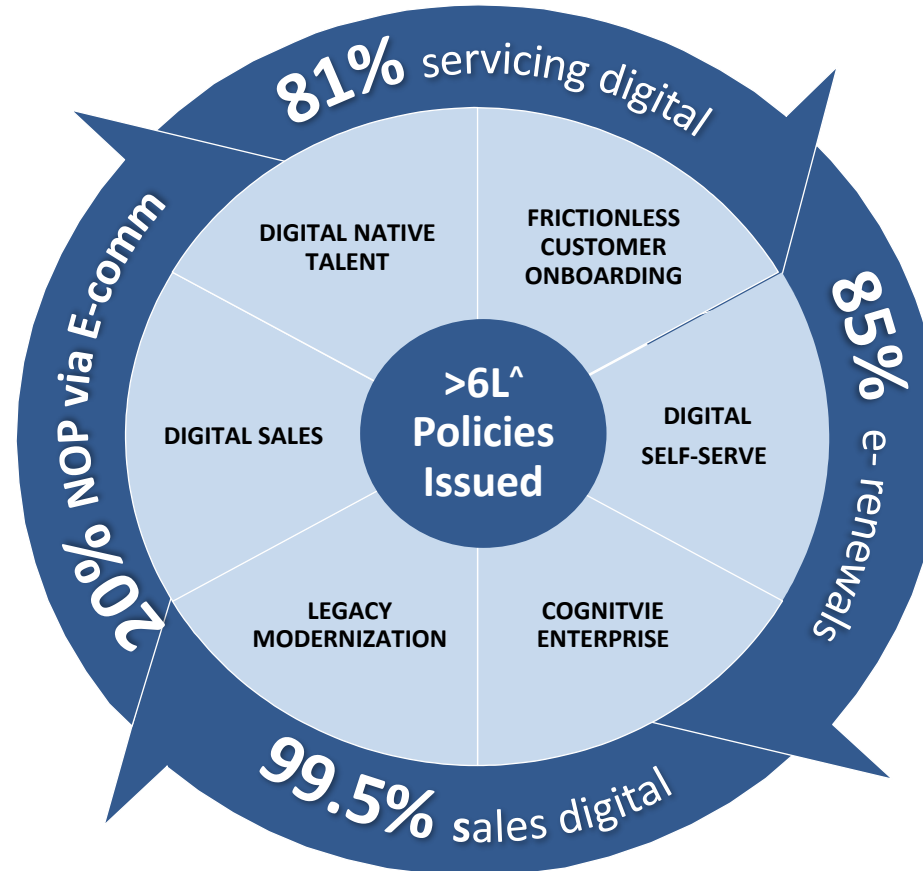 81% servicing digital
85% e- renewals
99.5% sales digital
20% NOP via E-comm
DIGITAL NATIVE
TALENT
FRICTIONLESS
CUSTOMER
ONBOARDING
DIGITAL SALES
>6L^
Policies
Issued
DIGITAL
SELF-SERVE
LEGACY
MODERNIZATION
COGNITVIE
ENTERPRISE